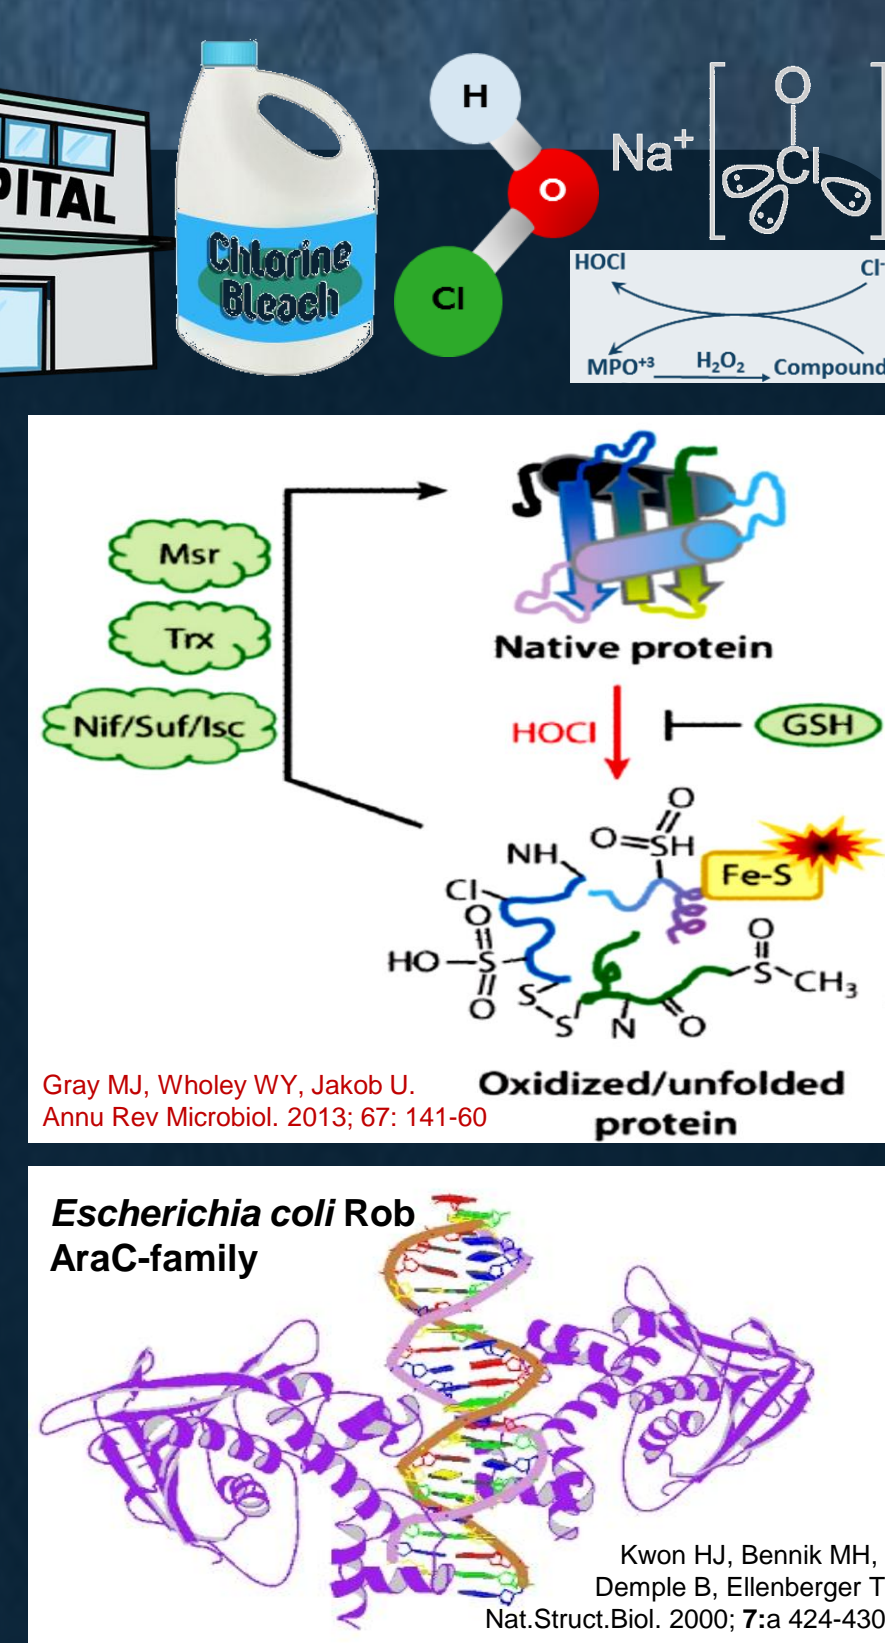 PITAL
Chlorine
Bleach
H
O
Cl
Na+
O
Cl
HOCl
Cl-
MPO+3
H2O2
Compound
Msr
Trx
Nif/Suf/Isc
Native protein
HOCl
GSH
O
O=SH
NH
Fe-S
Cl
O
HO-S
O
S
S
N
O
O
S
CH3
Gray MJ, Wholey WY, Jakob U.
Annu Rev Microbiol. 2013; 67: 141-60
Oxidized/unfolded
protein
Escherichia coli Rob
AraC-family
Kwon HJ, Bennik MH,
Demple B, Ellenberger T
Nat.Struct.Biol. 2000; 7:a 424-430